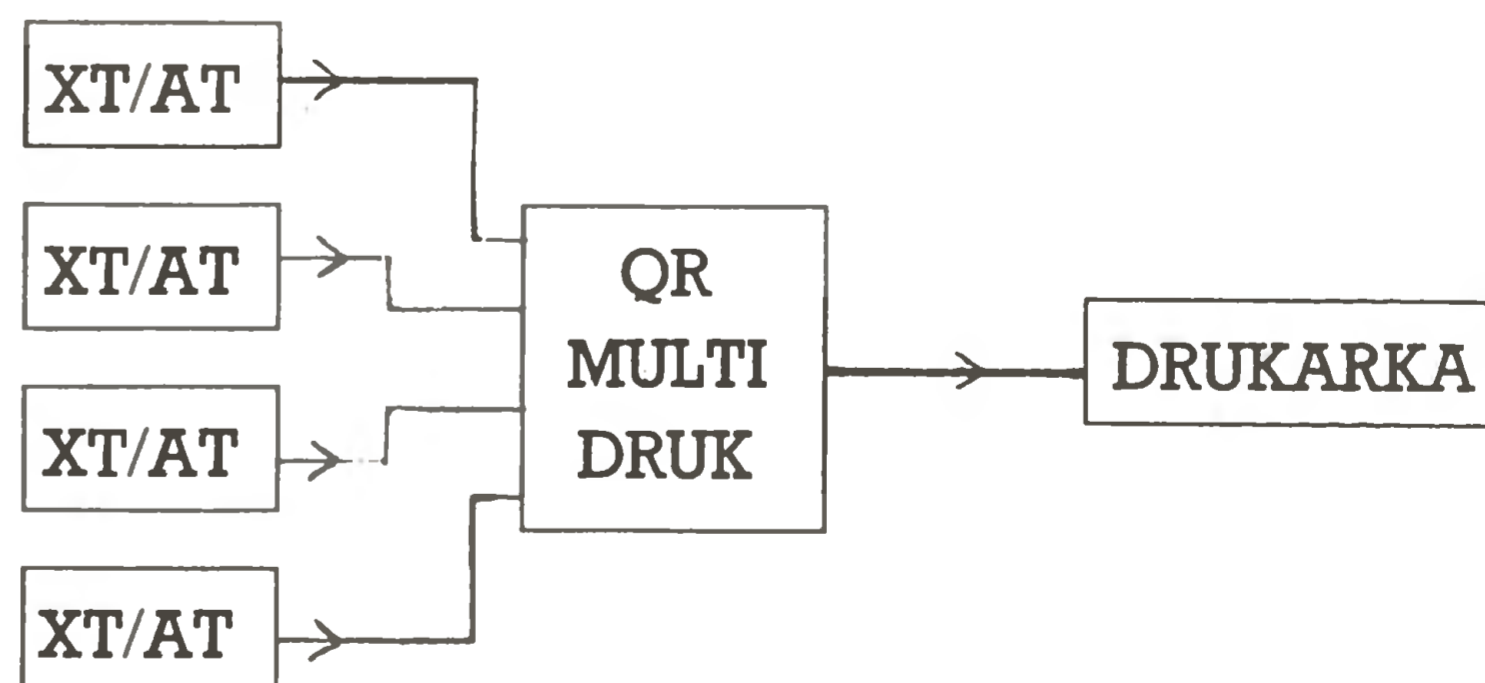 XT/AT
XT/AT
XT/AT
XT/AT
QR
MULTI
DRUK
DRUKARKA